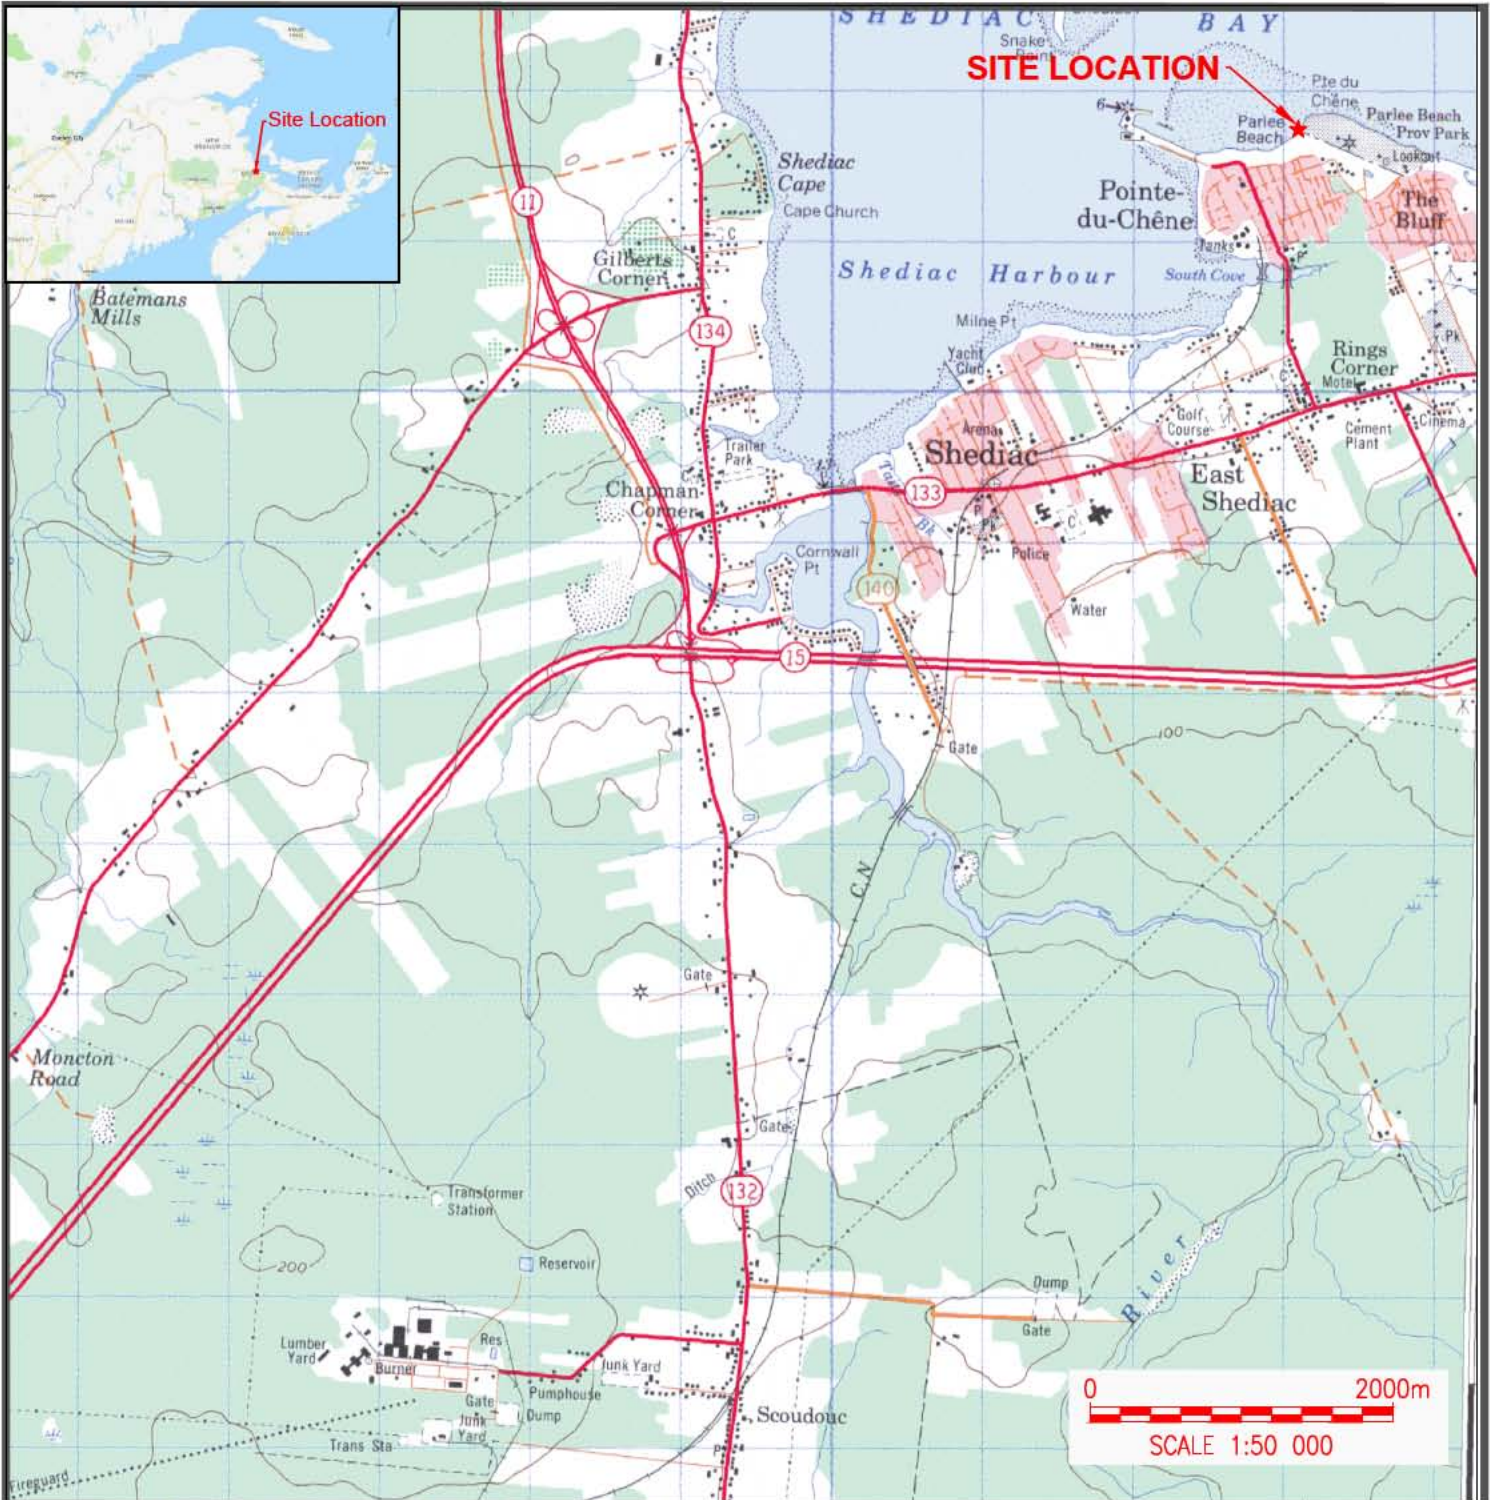 SHEDIAC BAY
Snake
Point
SITE LOCATION
Site Location
Pte du
Chêne
Parlee
Beach
Parlee Beach
Prov Park
Lookout
6
Shediac
Cape
Cape Church
Pointe-
du-Chêne
The
Bluff
11
C
Gilberts
Corner
Tanks
P
Shediac Harbour
South Cove
Batemans
Mills
134
Milne Pt
Yacht
Club
Rings
Corner
Motel
Pk
Golf
Course
Cement
Plant
Cinema
Arena
Shediac
Trailer
Park
C
Chapman
Corner
133
East
Shediac
P
Pk
C
BK
Police
Cornwall
Pt
140
Water
15
100
Gate
C.N
Gate
Moncton
Road
Gate
Ditch
132
Transformer
Station
200
Reservoir
Dump
River
Gate
Lumber
Yard
Res
Burner
Junk Yard
Pumphouse
Gate
Dump
Junk
Yard
Scoudouc
Trans Sta
P
Fireguard
0 2000m
SCALE 1:50 000